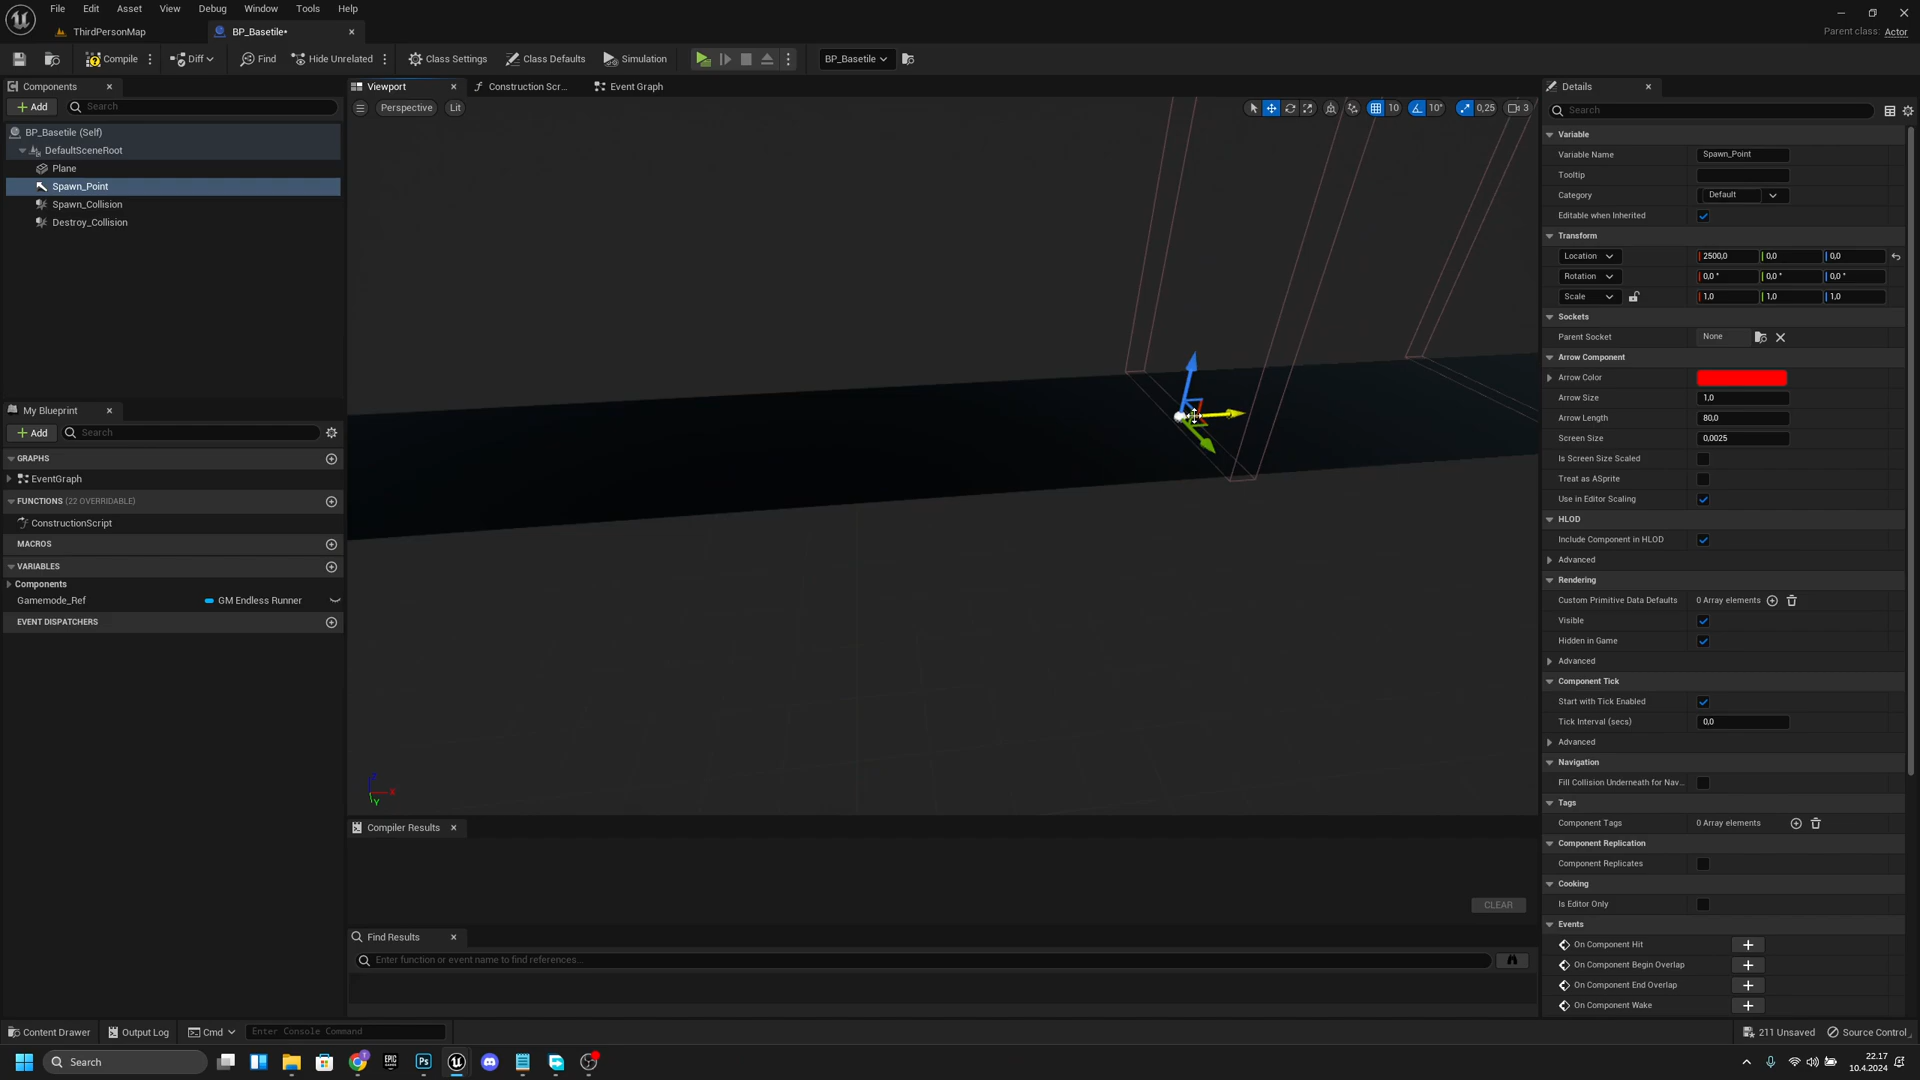 File Edit Asset View Debug Window Tools Help
ThirdPersonMap
BP_Basetile•
Parent class: Actor
Compile
Diff
Find
Hide Unrelated
Class Settings
Class Defaults
Simulation
BP_Basetile
Components
Add
Search
BP_Basetile (Self)
DefaultSceneRoot
Plane
Spawn_Point
Spawn_Collision
Destroy_Collision
My Blueprint
Add
Search
GRAPHS
EventGraph
FUNCTIONS (22 OVERRIDABLE)
ConstructionScript
MACROS
VARIABLES
Components
Gamemode_Ref GM Endless Runner
EVENT DISPATCHERS
Viewport
Construction Scr...
Event Graph
Perspective
Lit
10
10°
0,25
3
Z
X
Y
Compiler Results
CLEAR
Find Results
Enter function or event name to find references...
Details
Search
Variable
Variable Name Spawn_Point
Tooltip
Category Default
Editable when Inherited
Transform
Location 2500,0 0,0 0,0
Rotation 0,0 ° 0,0 ° 0,0 °
Scale 1,0 1,0 1,0
Sockets
Parent Socket None
Arrow Component
Arrow Color
Arrow Size 1,0
Arrow Length 80,0
Screen Size 0,0025
Is Screen Size Scaled
Treat as ASprite
Use in Editor Scaling
HLOD
Include Component in HLOD
Advanced
Rendering
Custom Primitive Data Defaults 0 Array elements
Visible
Hidden in Game
Advanced
Component Tick
Start with Tick Enabled
Tick Interval (secs) 0,0
Advanced
Navigation
Fill Collision Underneath for Nav...
Tags
Component Tags 0 Array elements
Component Replication
Component Replicates
Cooking
Is Editor Only
Events
On Component Hit
On Component Begin Overlap
On Component End Overlap
On Component Wake
Content Drawer
Output Log
Cmd
Enter Console Command
211 Unsaved
Source Control
Search
EPIC
Ps
22.17
10.4.2024